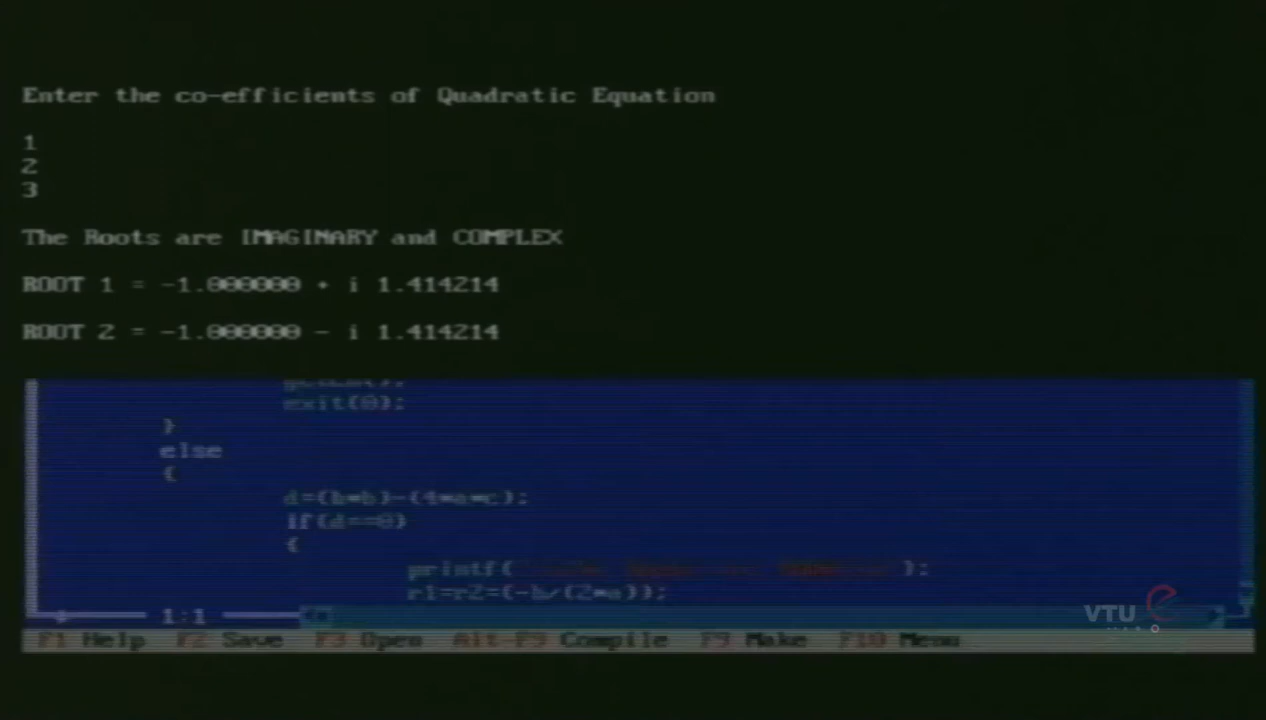 Enter the co-efficients of Quadratic Equation
1
2
3
The Roots are IMAGINARY and COMPLEX
ROOT 1 = -1.000000 + i 1.414214
ROOT 2 = -1.000000 - i 1.414214
exit(0);
}
else
{
d=(b*b)-(4*a*c);
if(d==0)
{
printf( );
r1=r2=(-b/(2*a));
1:1
F1 Help F2 Save F3 Open Alt-F9 Compile F9 Make F10 Menu
VTU e